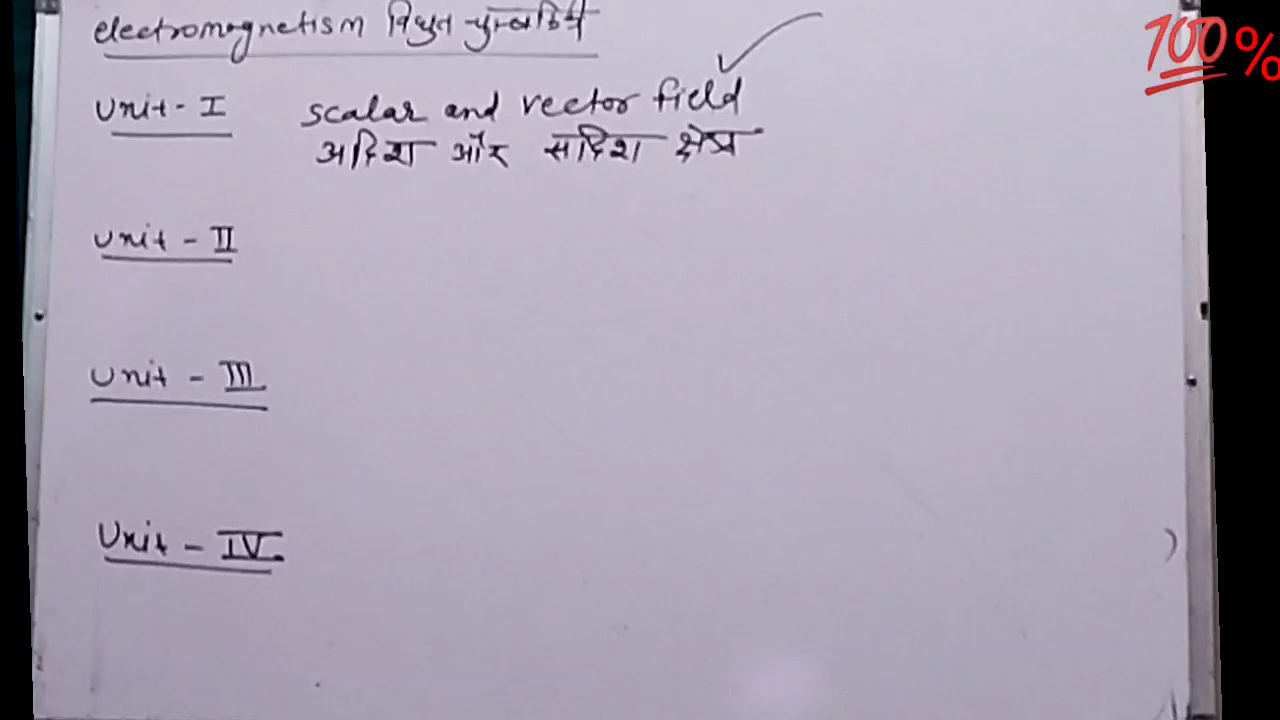 electromagnetism विद्युत चुम्बकिय
100%
Unit - I scalar and vector field
अदिश और सदिश क्षेत्र
Unit - II
Unit - III
Unit - IV